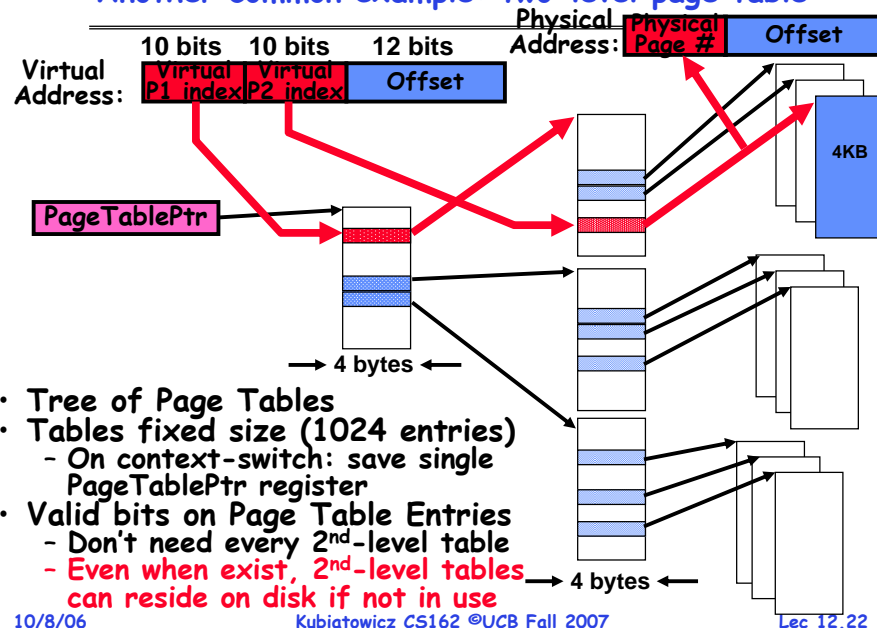 Another common example: two-level page table
Physical
Address:
Physical
Page #
Offset
10 bits
10 bits
12 bits
Virtual
Address:
Virtual
P1 index
Virtual
P2 index
Offset
4KB
PageTablePtr
4 bytes
• Tree of Page Tables
• Tables fixed size (1024 entries)
– On context-switch: save single
PageTablePtr register
• Valid bits on Page Table Entries
– Don't need every 2nd-level table
– Even when exist, 2nd-level tables
can reside on disk if not in use
4 bytes
10/8/06
Kubiatowicz CS162 ©UCB Fall 2007
Lec 12.22